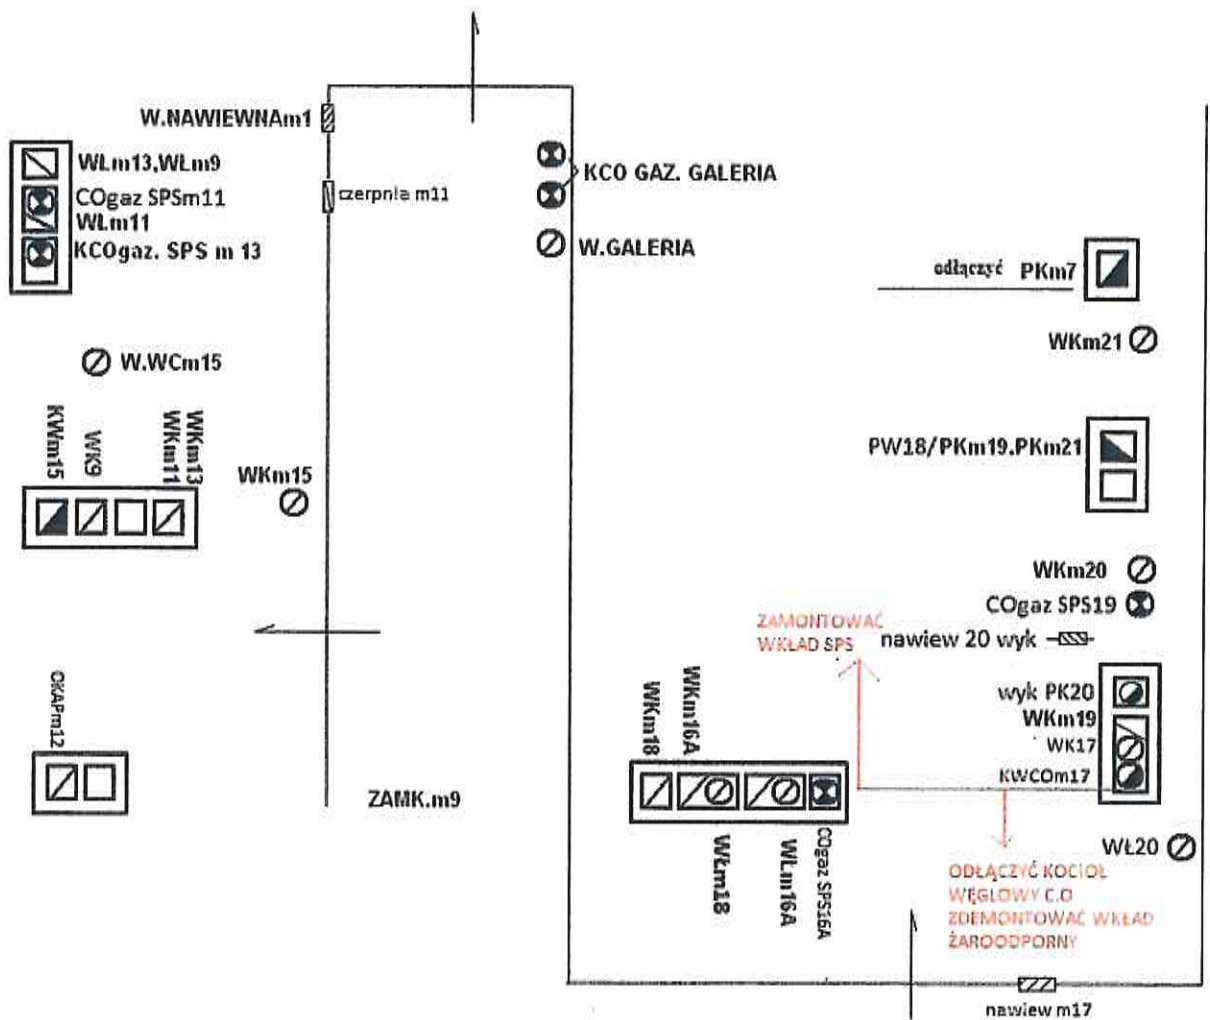 W.NAWIEWNAm1
WŁm13,WŁm9
COgaz SPSm11
WŁm11
KCOgaz. SPS m 13
czerpnia m11
KCO GAZ. GALERIA
W.GALERIA
odłączyć PKm7
WKm21
W.WCm15
KWm15
WK9
WKm11
WKm13
WKm15
PW18/PKm19.PKm21
WKm20
COgaz SPS19
nawiew 20 wyk
ZAMONTOWAĆ
WKŁAD SPS
wyk PK20
WKm19
WK17
KWCOm17
OKAPm12
ZAMK.m9
WKm18
WKm16A
WŁm18
WŁm16A
COgaz SPS16A
WŁ20
ODŁĄCZYĆ KOCIOŁ
WĘGLOWY C.O
ZDEMONTOWAĆ WKŁAD
ŻAROODPORNY
nawiew m17